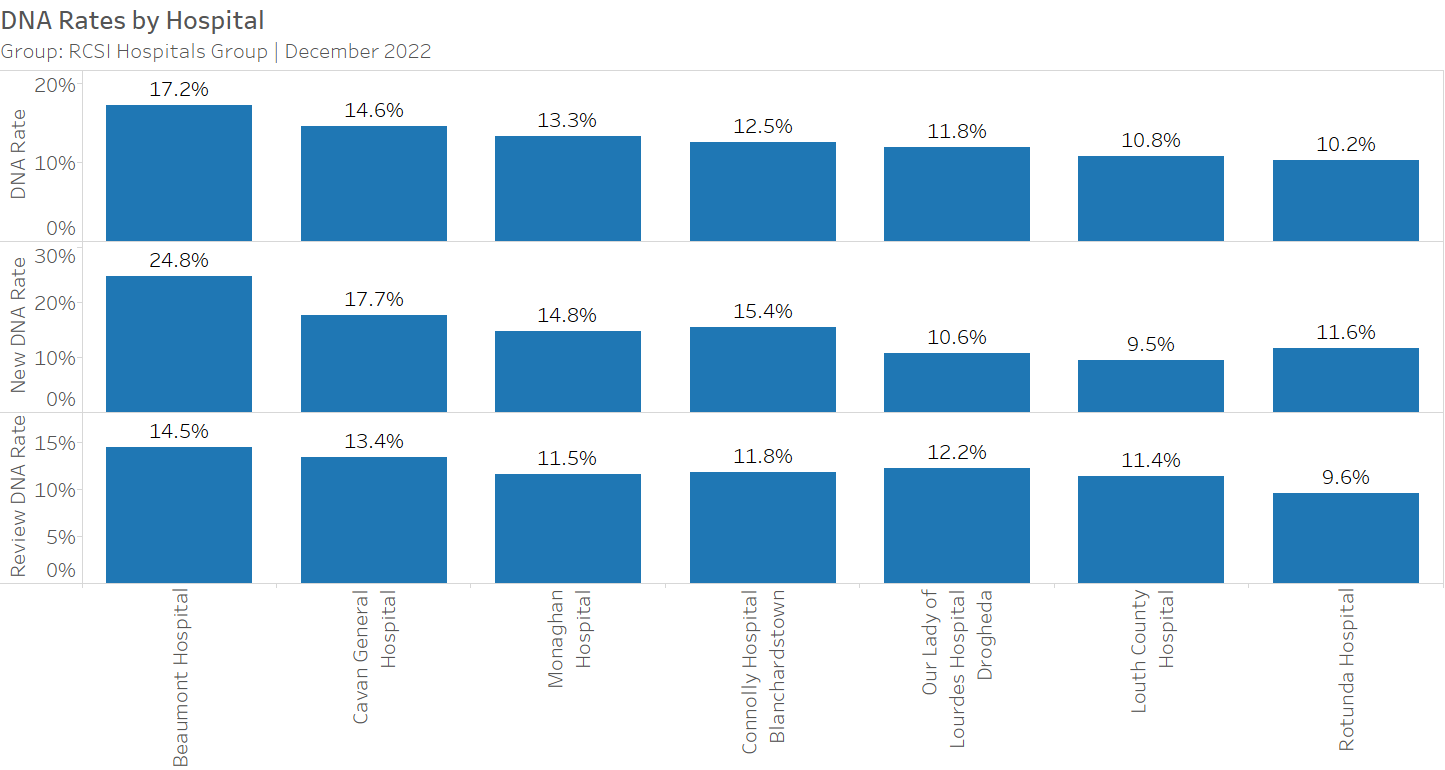 DNA Rates by Hospital
Group: RCSI Hospitals Group | December 2022
DNA Rate
20%
10%
0%
17.2%
14.6%
13.3%
12.5%
11.8%
10.8%
10.2%
New DNA Rate
30%
20%
10%
0%
24.8%
17.7%
14.8%
15.4%
10.6%
9.5%
11.6%
Review DNA Rate
15%
10%
5%
0%
14.5%
13.4%
11.5%
11.8%
12.2%
11.4%
9.6%
Beaumont Hospital
Cavan General
Hospital
Monaghan
Hospital
Connolly Hospital
Blanchardstown
Our Lady of
Lourdes Hospital
Drogheda
Louth County
Hospital
Rotunda Hospital